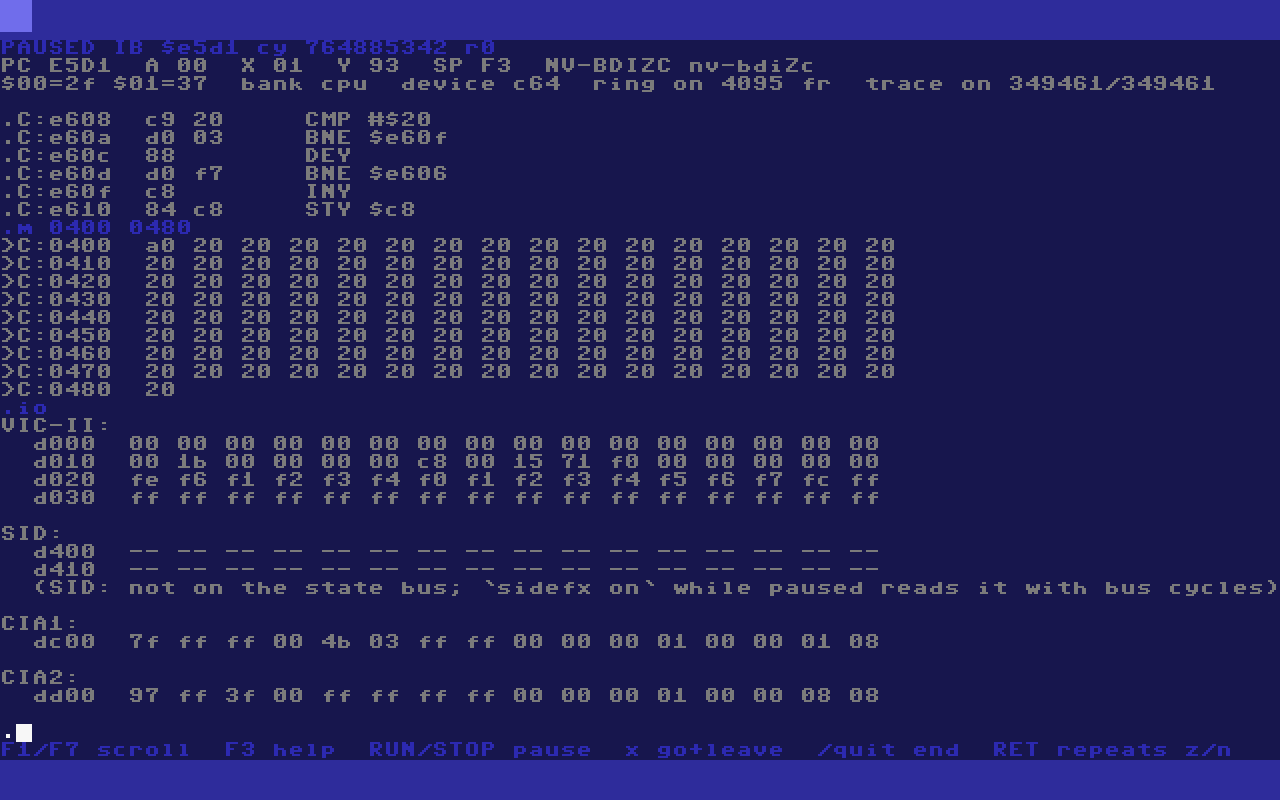 PAUSED IB $e5d1 cy 764885342 r0
PC E5D1  A 00  X 01  Y 93  SP F3  NV-BDIZC nv-bdiZc
$00=2f $01=37  bank cpu  device c64  ring on 4095 fr  trace on 349461/349461
.C:e608  c9 20     CMP #$20
.C:e60a  d0 03     BNE $e60f
.C:e60c  88        DEY
.C:e60d  d0 f7     BNE $e606
.C:e60f  c8        INY
.C:e610  84 c8     STY $c8
.m 0400 0480
>C:0400  a0 20 20 20 20 20 20 20 20 20 20 20 20 20 20 20
>C:0410  20 20 20 20 20 20 20 20 20 20 20 20 20 20 20 20
>C:0420  20 20 20 20 20 20 20 20 20 20 20 20 20 20 20 20
>C:0430  20 20 20 20 20 20 20 20 20 20 20 20 20 20 20 20
>C:0440  20 20 20 20 20 20 20 20 20 20 20 20 20 20 20 20
>C:0450  20 20 20 20 20 20 20 20 20 20 20 20 20 20 20 20
>C:0460  20 20 20 20 20 20 20 20 20 20 20 20 20 20 20 20
>C:0470  20 20 20 20 20 20 20 20 20 20 20 20 20 20 20 20
>C:0480  20
.io
VIC-II:
  d000  00 00 00 00 00 00 00 00 00 00 00 00 00 00 00 00
  d010  00 1b 00 00 00 00 c8 00 15 71 f0 00 00 00 00 00
  d020  fe f6 f1 f2 f3 f4 f0 f1 f2 f3 f4 f5 f6 f7 fc ff
  d030  ff ff ff ff ff ff ff ff ff ff ff ff ff ff ff ff
SID:
  d400  -- -- -- -- -- -- -- -- -- -- -- -- -- -- -- --
  d410  -- -- -- -- -- -- -- -- -- -- -- -- -- -- -- --
  (SID: not on the state bus; `sidefx on` while paused reads it with bus cycles)
CIA1:
  dc00  7f ff ff 00 4b 03 ff ff 00 00 00 01 00 00 01 08
CIA2:
  dd00  97 ff 3f 00 ff ff ff ff 00 00 00 01 00 00 08 08
.
F1/F7 scroll  F3 help  RUN/STOP pause  x go+leave  /quit end  RET repeats z/n